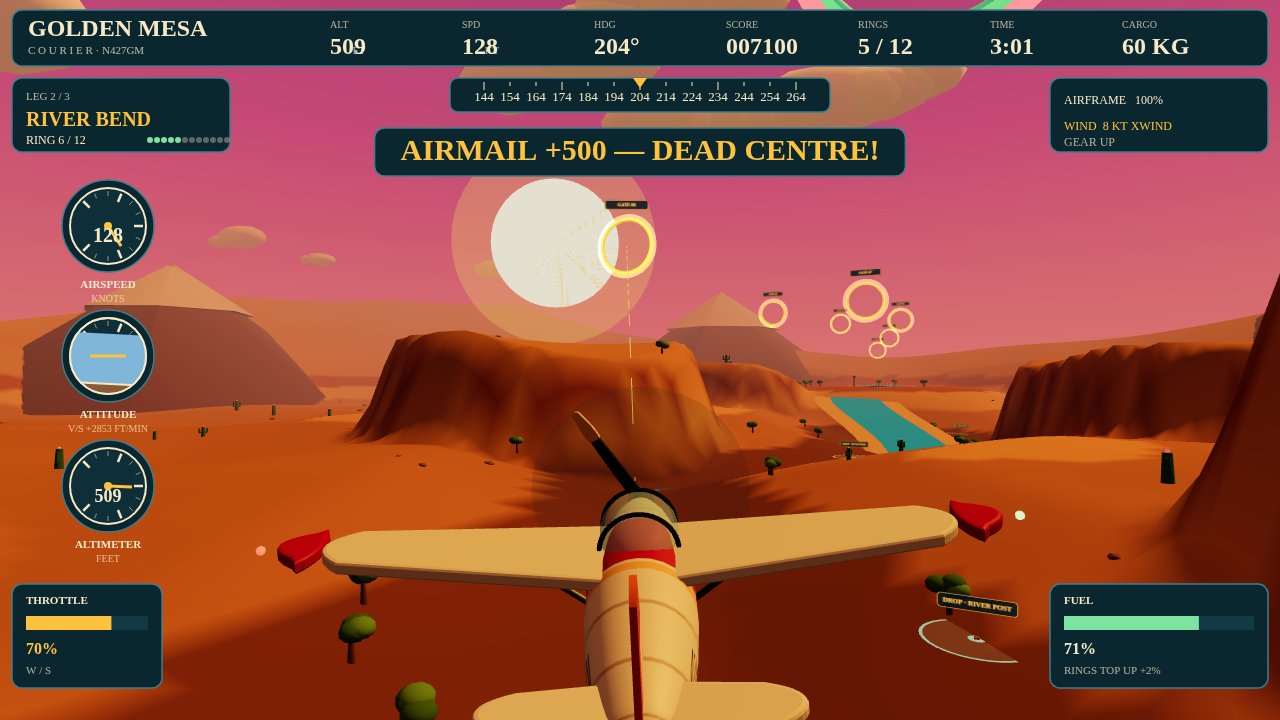 GOLDEN MESA
COURIER · N427GM
ALT
509
SPD
128
HDG
204°
SCORE
007100
RINGS
5 / 12
TIME
3:01
CARGO
60 KG
LEG 2 / 3
RIVER BEND
RING 6 / 12
144 154 164 174 184 194 204 214 224 234 244 254 264
AIRFRAME 100%
WIND 8 KT XWIND
GEAR UP
AIRMAIL +500 — DEAD CENTRE!
GATE 06
128
AIRSPEED
KNOTS
ATTITUDE
V/S +2853 FT/MIN
509
ALTIMETER
FEET
DROP · RIVER POST
THROTTLE
70%
W / S
FUEL
71%
RINGS TOP UP +2%